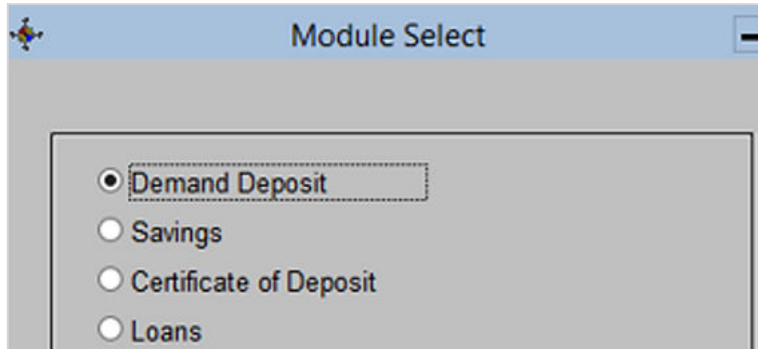 Module Select
Demand Deposit
Savings
Certificate of Deposit
Loans